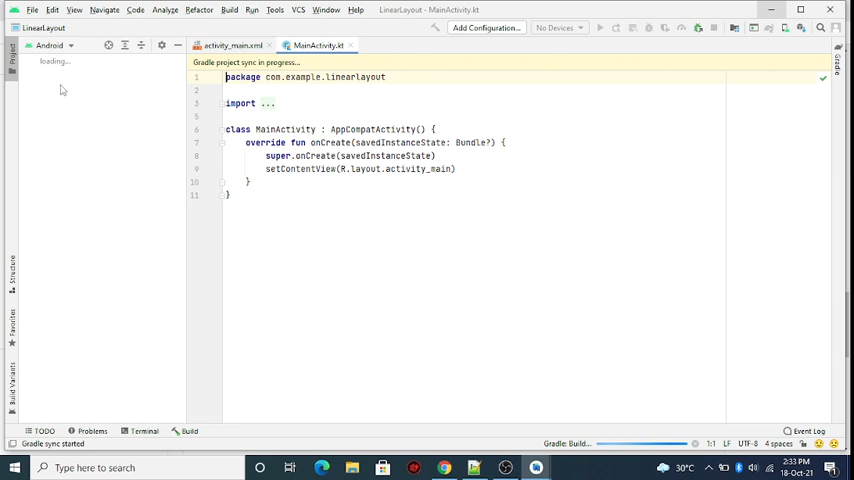 File Edit View Navigate Code Analyze Refactor Build Run Tools VCS Window Help LinearLayout - MainActivity.kt
LinearLayout
Add Configuration...
No Devices
Android
activity_main.xml
MainActivity.kt
loading...
Gradle project sync in progress...
1 package com.example.linearlayout
2
3 import ...
5
6 class MainActivity : AppCompatActivity() {
7 override fun onCreate(savedInstanceState: Bundle?) {
8 super.onCreate(savedInstanceState)
9 setContentView(R.layout.activity_main)
10 }
11 }
Project
Structure
Favorites
Build Variants
Gradle
TODO Problems Terminal Build Event Log
Gradle sync started
Gradle: Build...
1:1 LF UTF-8 4 spaces
Type here to search
30°C
2:33 PM
18-Oct-21
1